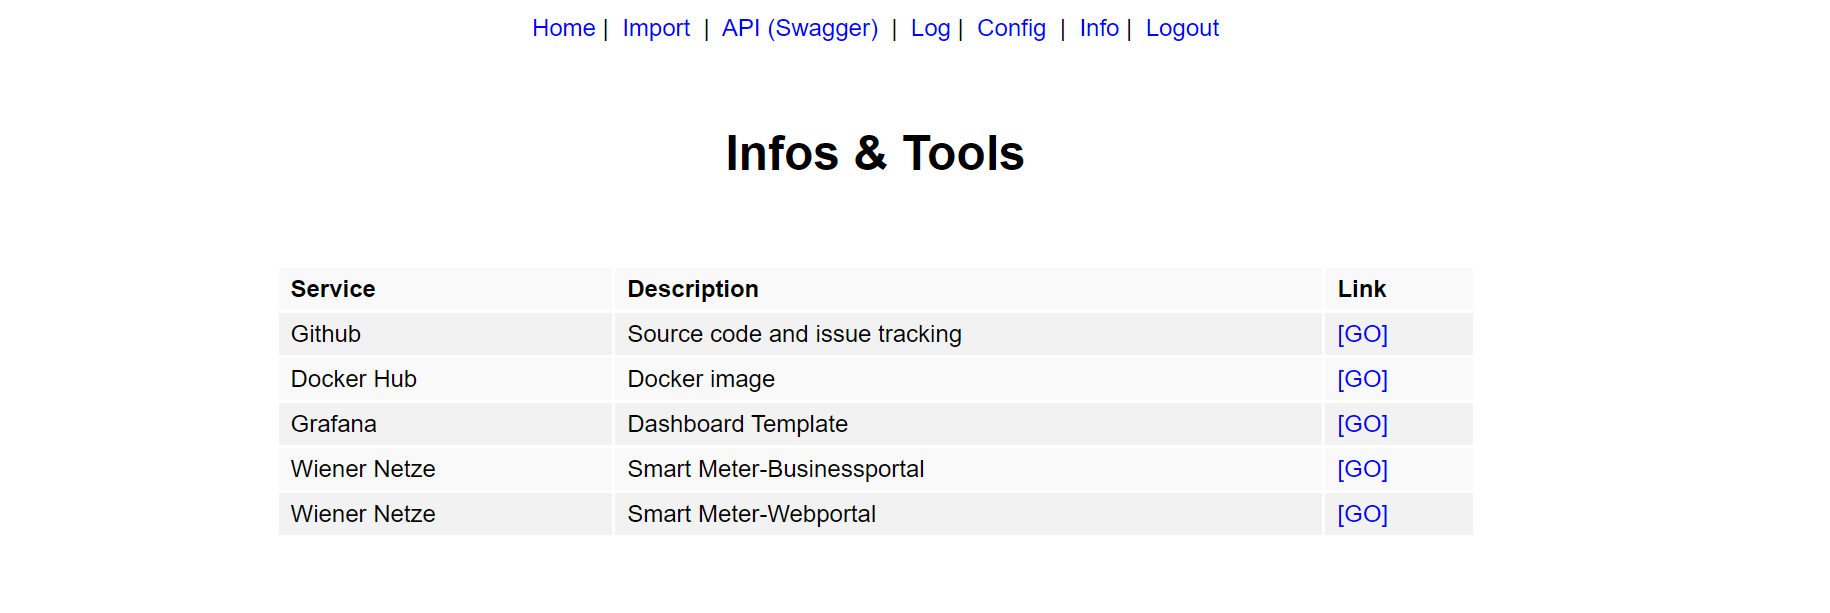 Home | Import | API (Swagger) | Log | Config | Info | Logout
Infos & Tools
Service Description Link
Github Source code and issue tracking [GO]
Docker Hub Docker image [GO]
Grafana Dashboard Template [GO]
Wiener Netze Smart Meter-Businessportal [GO]
Wiener Netze Smart Meter-Webportal [GO]